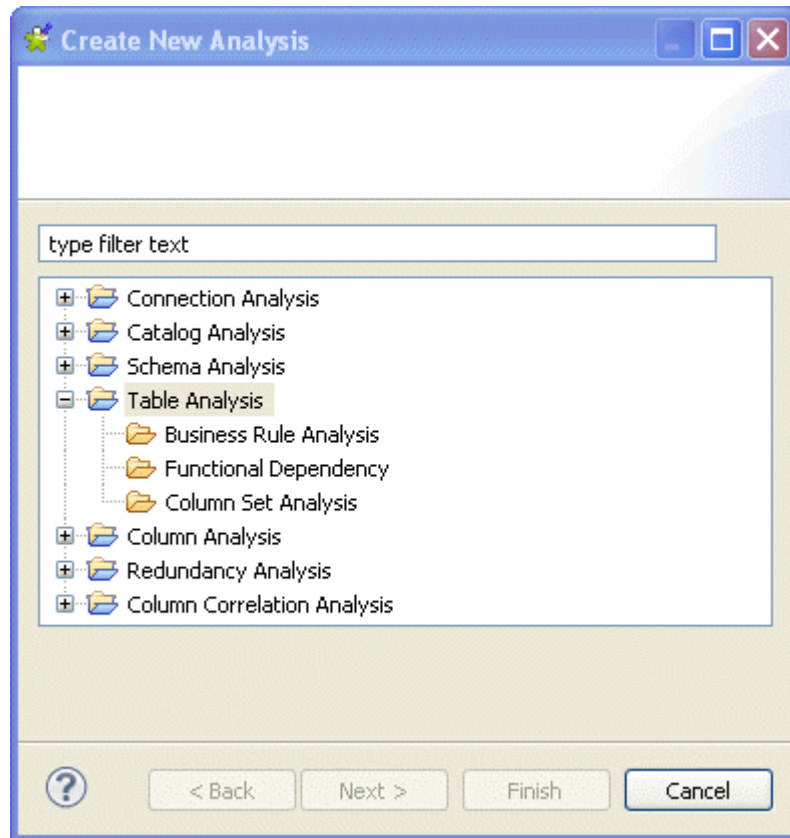 Create New Analysis
type filter text
Connection Analysis
Catalog Analysis
Schema Analysis
Table Analysis
Business Rule Analysis
Functional Dependency
Column Set Analysis
Column Analysis
Redundancy Analysis
Column Correlation Analysis
< Back Next > Finish Cancel